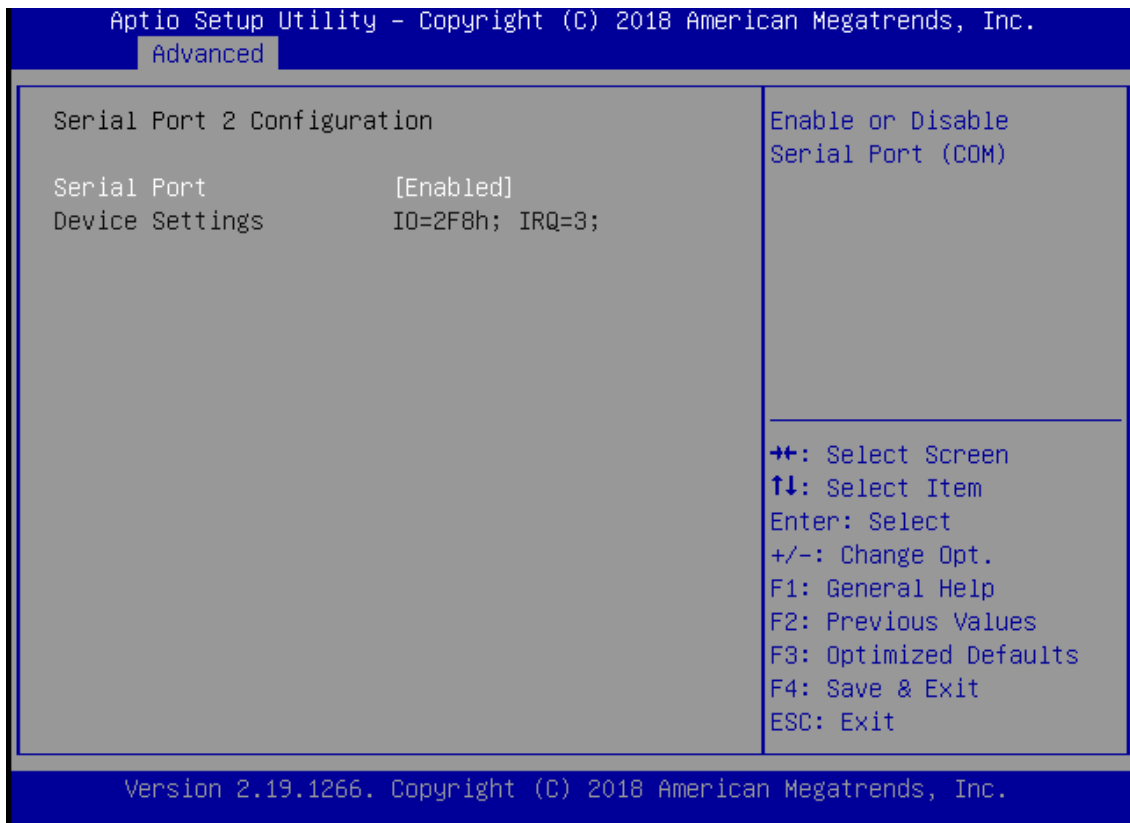 Aptio Setup Utility – Copyright (C) 2018 American Megatrends, Inc.
Advanced
Serial Port 2 Configuration
Serial Port [Enabled]
Device Settings IO=2F8h; IRQ=3;
Enable or Disable
Serial Port (COM)
→←: Select Screen
↑↓: Select Item
Enter: Select
+/-: Change Opt.
F1: General Help
F2: Previous Values
F3: Optimized Defaults
F4: Save & Exit
ESC: Exit
Version 2.19.1266. Copyright (C) 2018 American Megatrends, Inc.